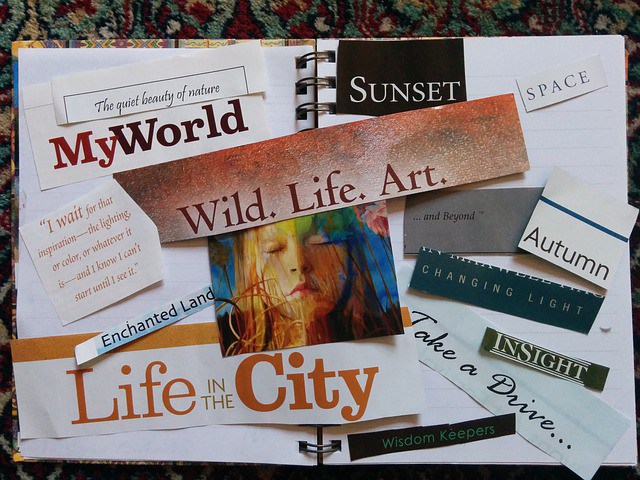 The quiet beauty of nature
MyWorld
SUNSET
SPACE
Wild. Life. Art.
"I wait for that
inspiration—the lighting,
or color, or whatever it
is—and I know I can't
start until I see it."
... and Beyond ™
Autumn
CHANGING LIGHT
Enchanted Land
Life IN THE City
Take a Drive...
INSIGHT
Wisdom Keepers